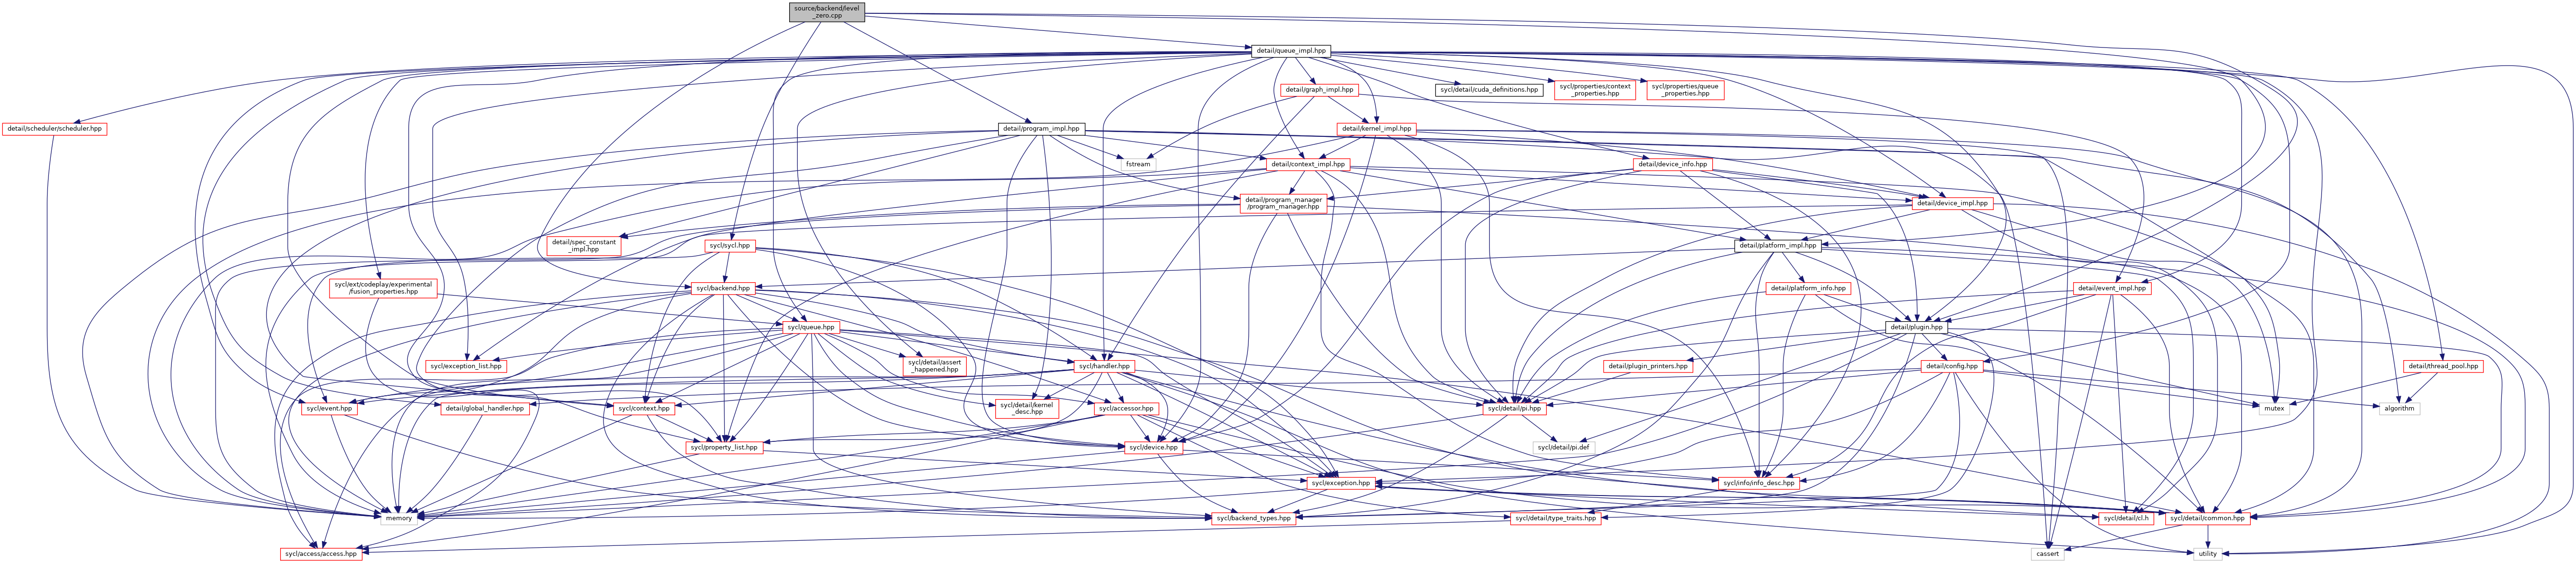 source/backend/level
_zero.cpp
detail/queue_impl.hpp
detail/graph_impl.hpp
sycl/detail/cuda_definitions.hpp
sycl/properties/context
_properties.hpp
sycl/properties/queue
_properties.hpp
detail/scheduler/scheduler.hpp
detail/program_impl.hpp
detail/kernel_impl.hpp
fstream
detail/context_impl.hpp
detail/device_info.hpp
detail/program_manager
/program_manager.hpp
detail/device_impl.hpp
detail/spec_constant
_impl.hpp
sycl/sycl.hpp
detail/platform_impl.hpp
sycl/ext/codeplay/experimental
/fusion_properties.hpp
sycl/backend.hpp
detail/platform_info.hpp
detail/event_impl.hpp
sycl/queue.hpp
detail/plugin.hpp
sycl/exception_list.hpp
sycl/detail/assert
_happened.hpp
sycl/handler.hpp
detail/plugin_printers.hpp
detail/config.hpp
detail/thread_pool.hpp
sycl/event.hpp
detail/global_handler.hpp
sycl/context.hpp
sycl/detail/kernel
_desc.hpp
sycl/accessor.hpp
sycl/detail/pi.hpp
mutex
algorithm
sycl/property_list.hpp
sycl/device.hpp
sycl/detail/pi.def
sycl/exception.hpp
sycl/info/info_desc.hpp
memory
sycl/backend_types.hpp
sycl/detail/type_traits.hpp
sycl/detail/cl.h
sycl/detail/common.hpp
sycl/access/access.hpp
cassert
utility